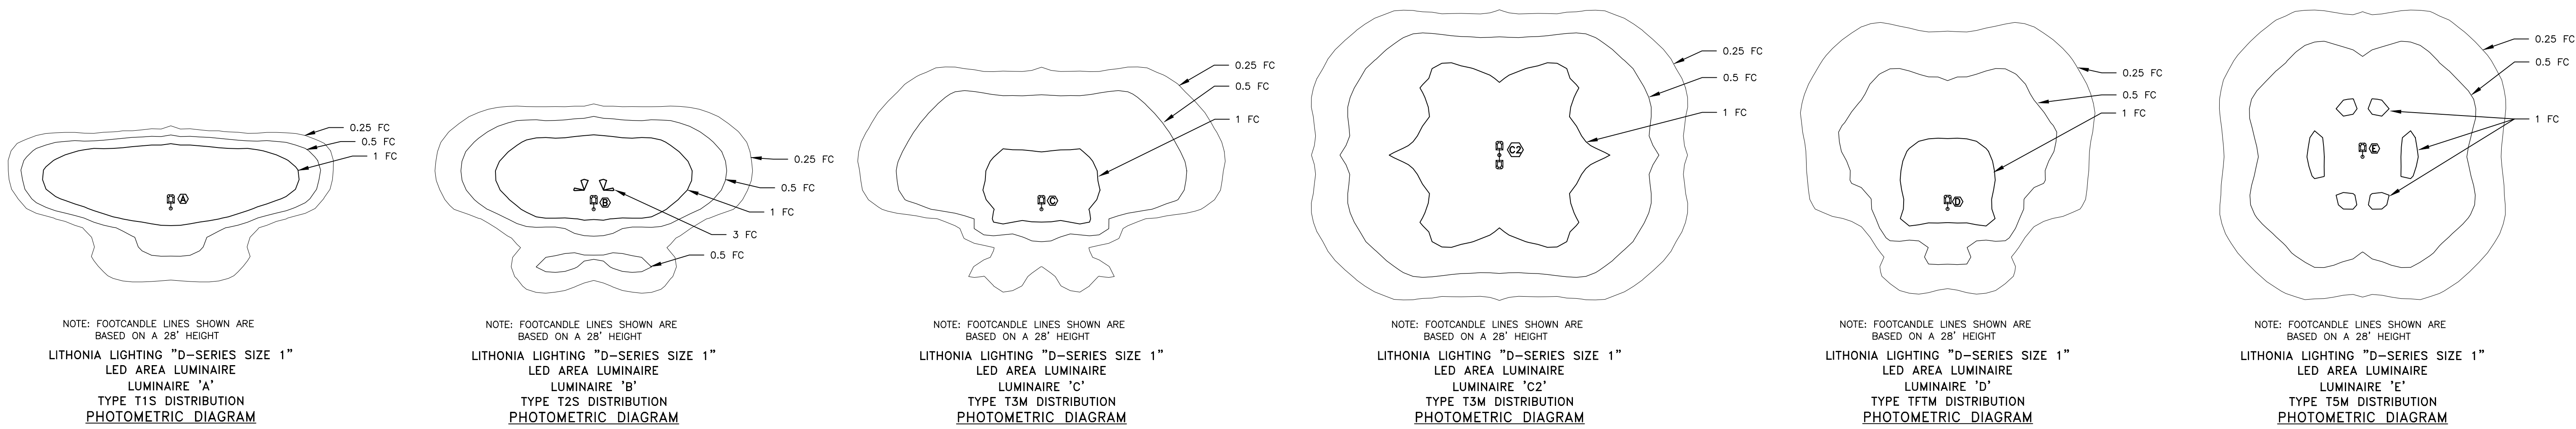 0.25 FC
0.5 FC
1 FC
A
NOTE: FOOTCANDLE LINES SHOWN ARE
BASED ON A 28' HEIGHT
LITHONIA LIGHTING "D-SERIES SIZE 1"
LED AREA LUMINAIRE
LUMINAIRE 'A'
TYPE T1S DISTRIBUTION
PHOTOMETRIC DIAGRAM
0.25 FC
0.5 FC
1 FC
3 FC
0.5 FC
B
NOTE: FOOTCANDLE LINES SHOWN ARE
BASED ON A 28' HEIGHT
LITHONIA LIGHTING "D-SERIES SIZE 1"
LED AREA LUMINAIRE
LUMINAIRE 'B'
TYPE T2S DISTRIBUTION
PHOTOMETRIC DIAGRAM
0.25 FC
0.5 FC
1 FC
C
NOTE: FOOTCANDLE LINES SHOWN ARE
BASED ON A 28' HEIGHT
LITHONIA LIGHTING "D-SERIES SIZE 1"
LED AREA LUMINAIRE
LUMINAIRE 'C'
TYPE T3M DISTRIBUTION
PHOTOMETRIC DIAGRAM
0.25 FC
0.5 FC
1 FC
C2
NOTE: FOOTCANDLE LINES SHOWN ARE
BASED ON A 28' HEIGHT
LITHONIA LIGHTING "D-SERIES SIZE 1"
LED AREA LUMINAIRE
LUMINAIRE 'C2'
TYPE T3M DISTRIBUTION
PHOTOMETRIC DIAGRAM
0.25 FC
0.5 FC
1 FC
D
NOTE: FOOTCANDLE LINES SHOWN ARE
BASED ON A 28' HEIGHT
LITHONIA LIGHTING "D-SERIES SIZE 1"
LED AREA LUMINAIRE
LUMINAIRE 'D'
TYPE TFTM DISTRIBUTION
PHOTOMETRIC DIAGRAM
0.25 FC
0.5 FC
1 FC
E
NOTE: FOOTCANDLE LINES SHOWN ARE
BASED ON A 28' HEIGHT
LITHONIA LIGHTING "D-SERIES SIZE 1"
LED AREA LUMINAIRE
LUMINAIRE 'E'
TYPE T5M DISTRIBUTION
PHOTOMETRIC DIAGRAM